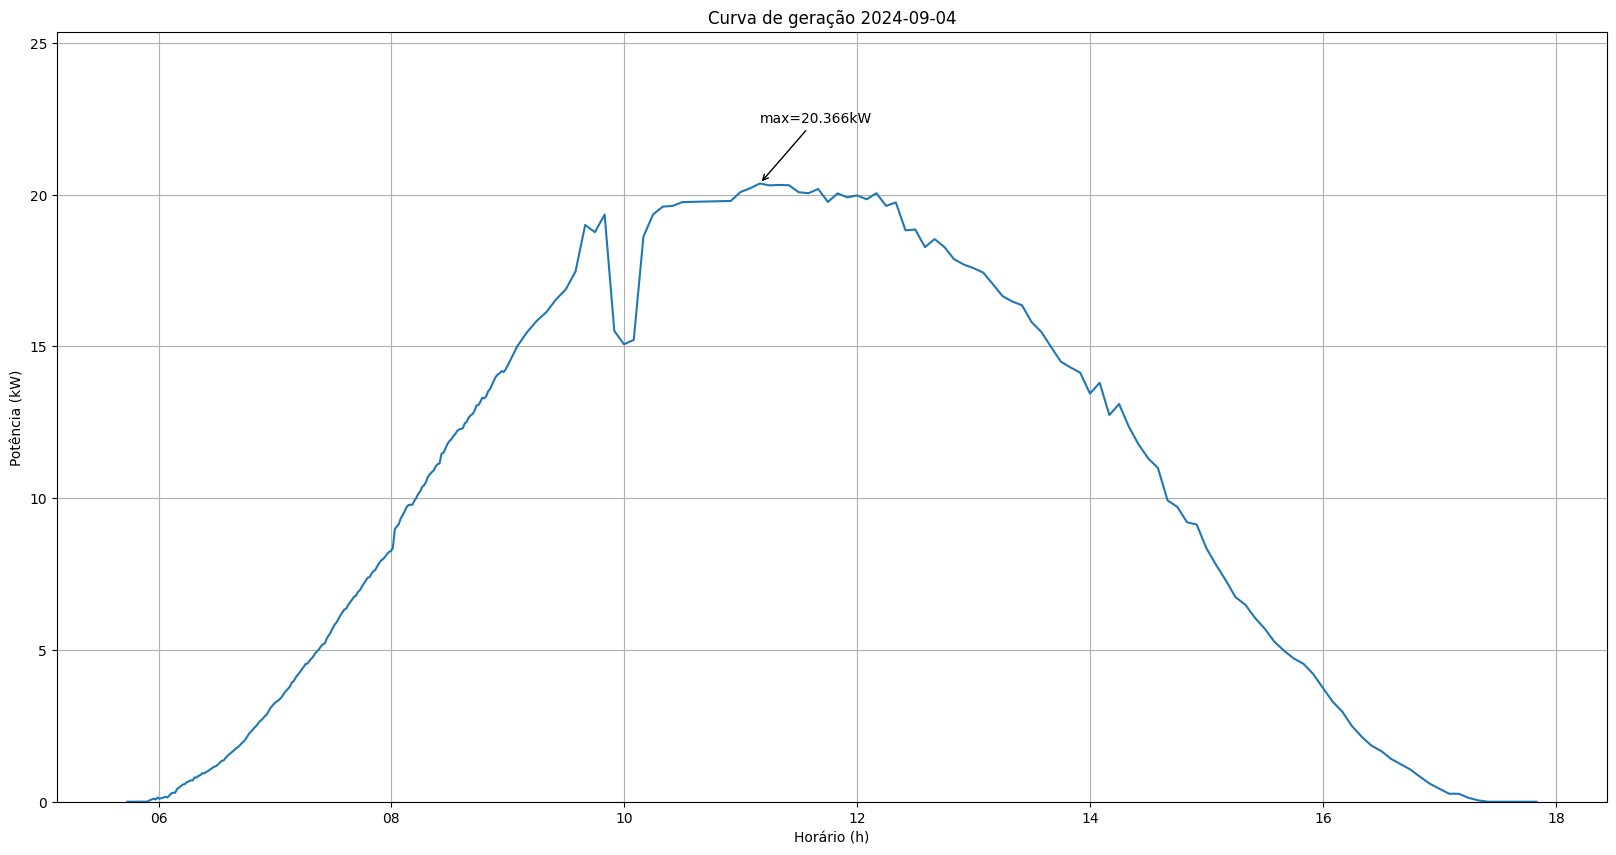 Curva de geração 2024-09-04
25
max=20.366kW
20
15
Potência (kW)
10
5
0
06 08 10 12 14 16 18
Horário (h)